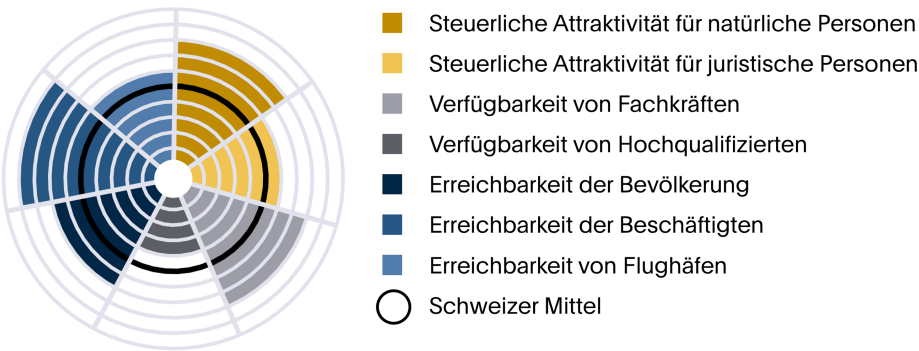 Steuerliche Attraktivität für natürliche Personen
Steuerliche Attraktivität für juristische Personen
Verfügbarkeit von Fachkräften
Verfügbarkeit von Hochqualifizierten
Erreichbarkeit der Bevölkerung
Erreichbarkeit der Beschäftigten
Erreichbarkeit von Flughäfen
Schweizer Mittel